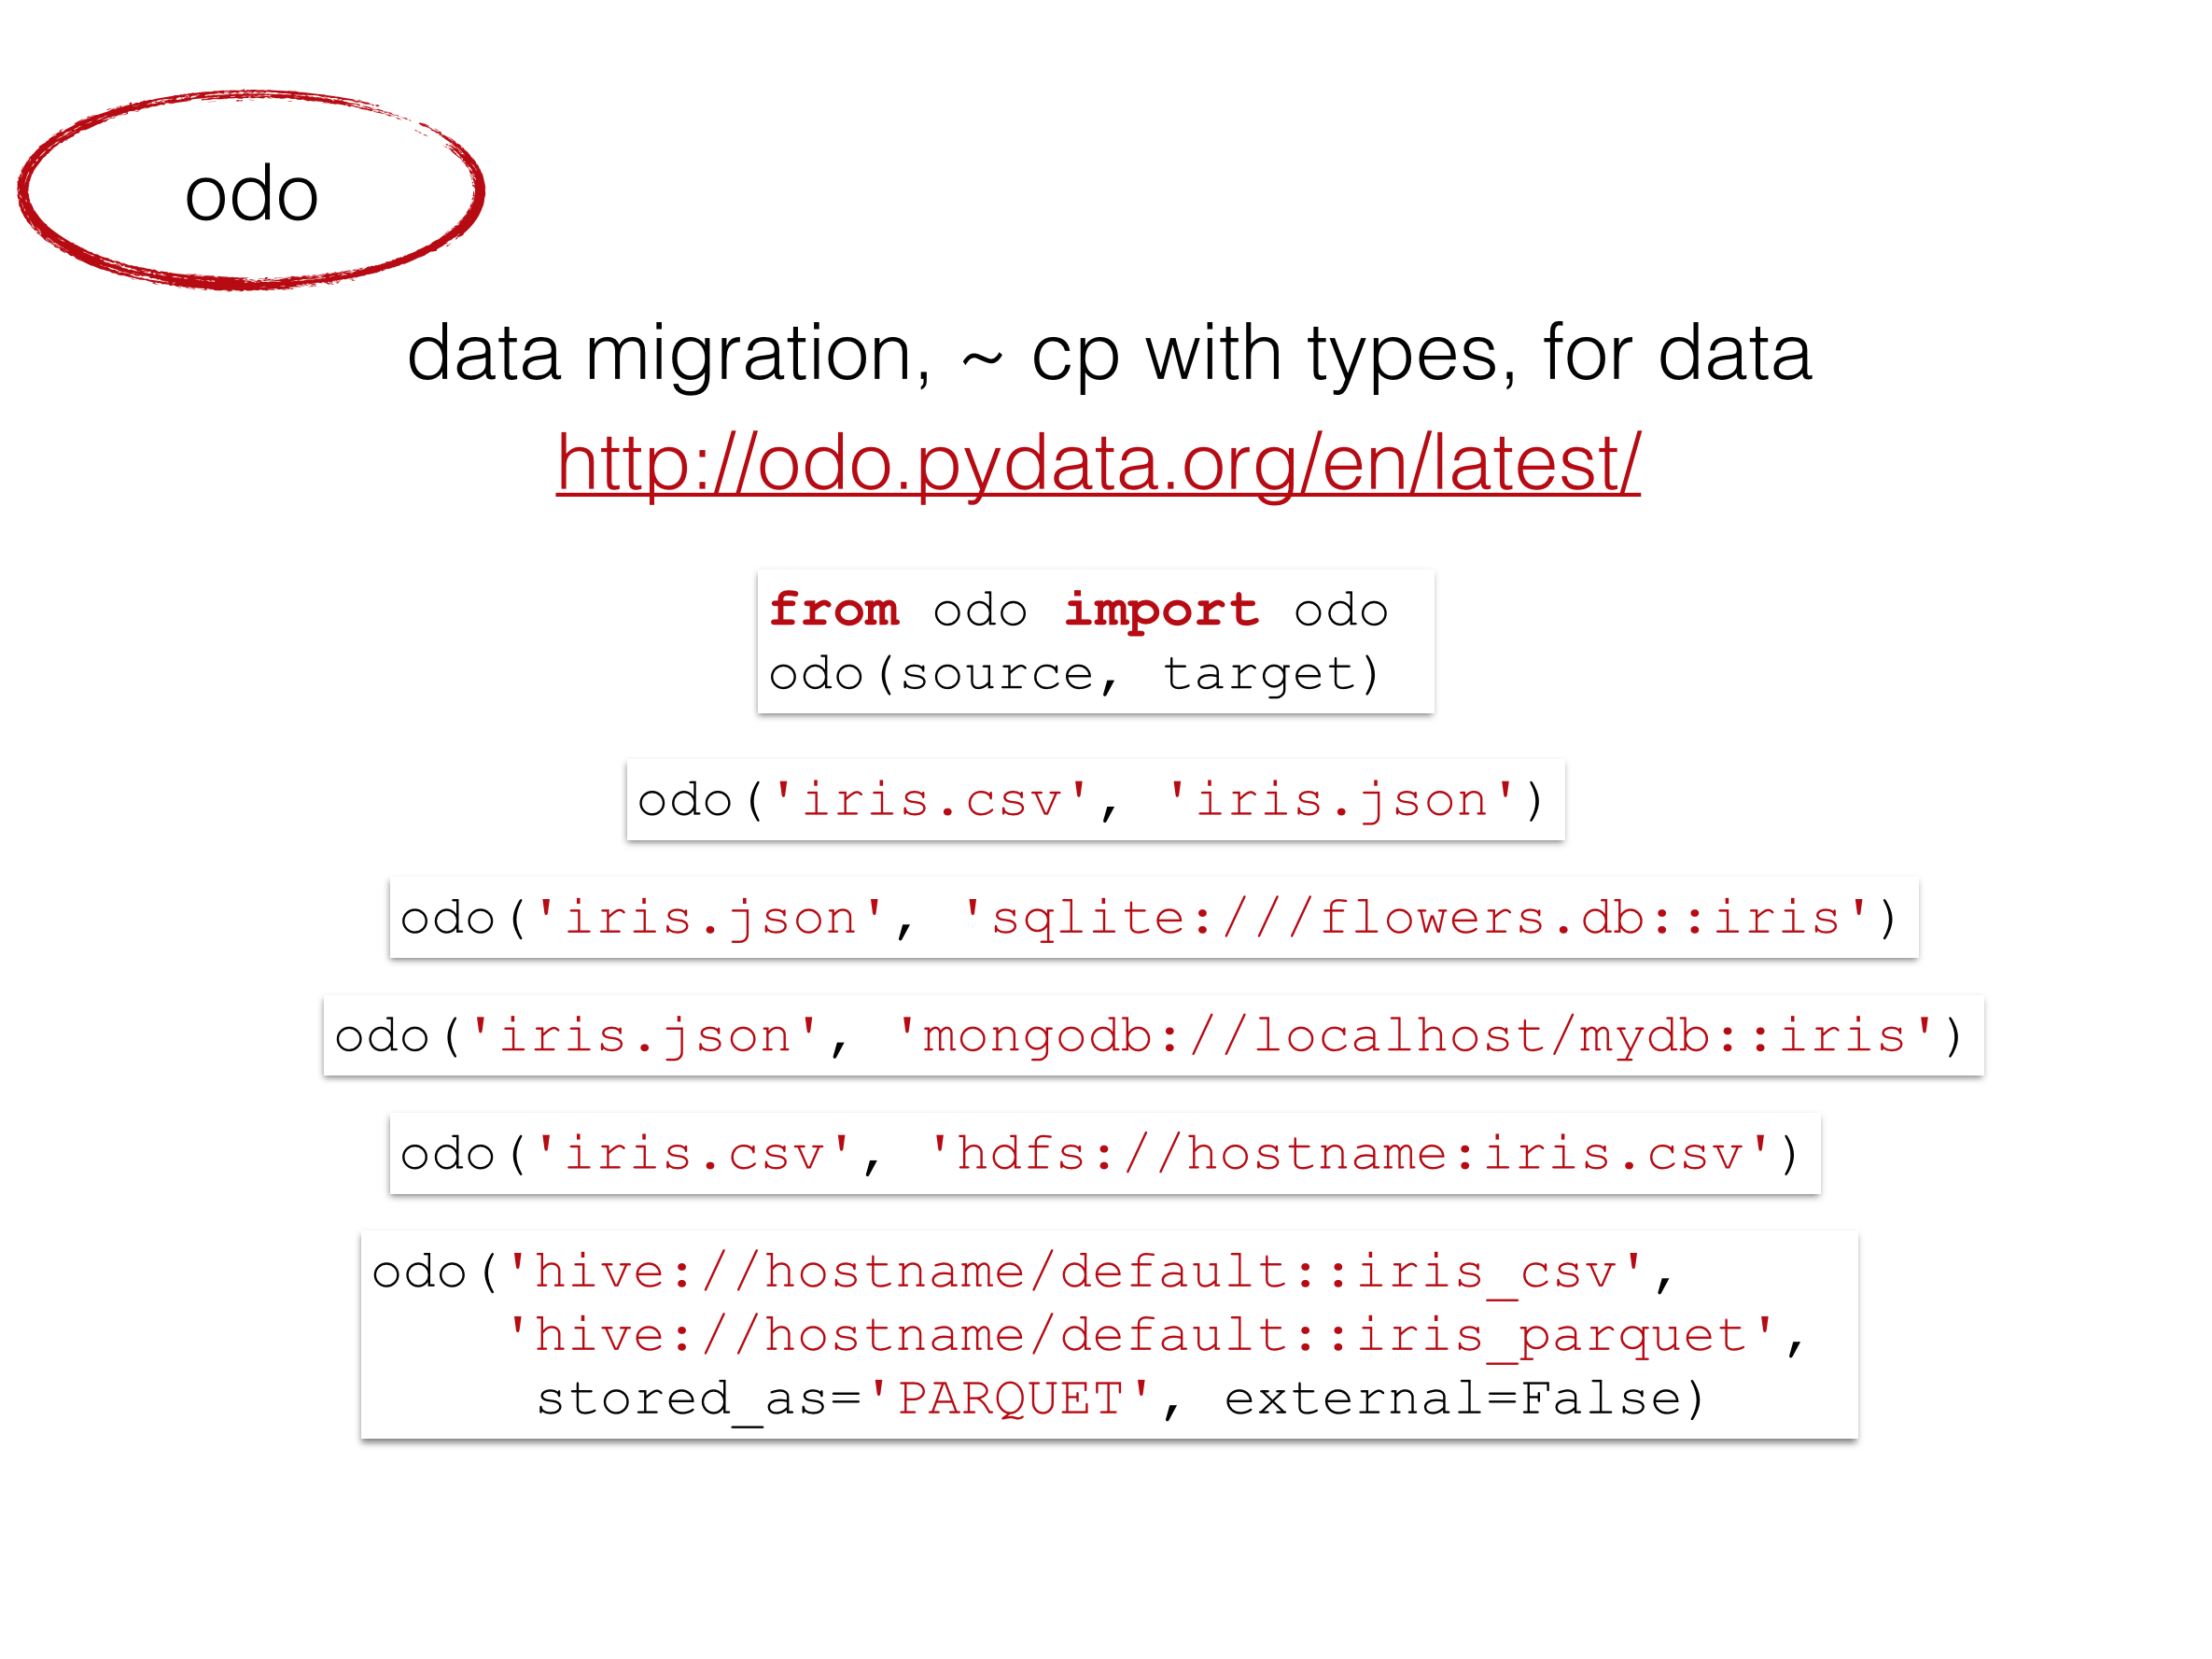 odo
data migration, ~ cp with types, for data
http://odo.pydata.org/en/latest/
from odo import odo
odo(source, target)
odo('iris.csv', 'iris.json')
odo('iris.json', 'sqlite:///flowers.db::iris')
odo('iris.json', 'mongodb://localhost/mydb::iris')
odo('iris.csv', 'hdfs://hostname:iris.csv')
odo('hive://hostname/default::iris_csv',
'hive://hostname/default::iris_parquet',
stored_as='PARQUET', external=False)